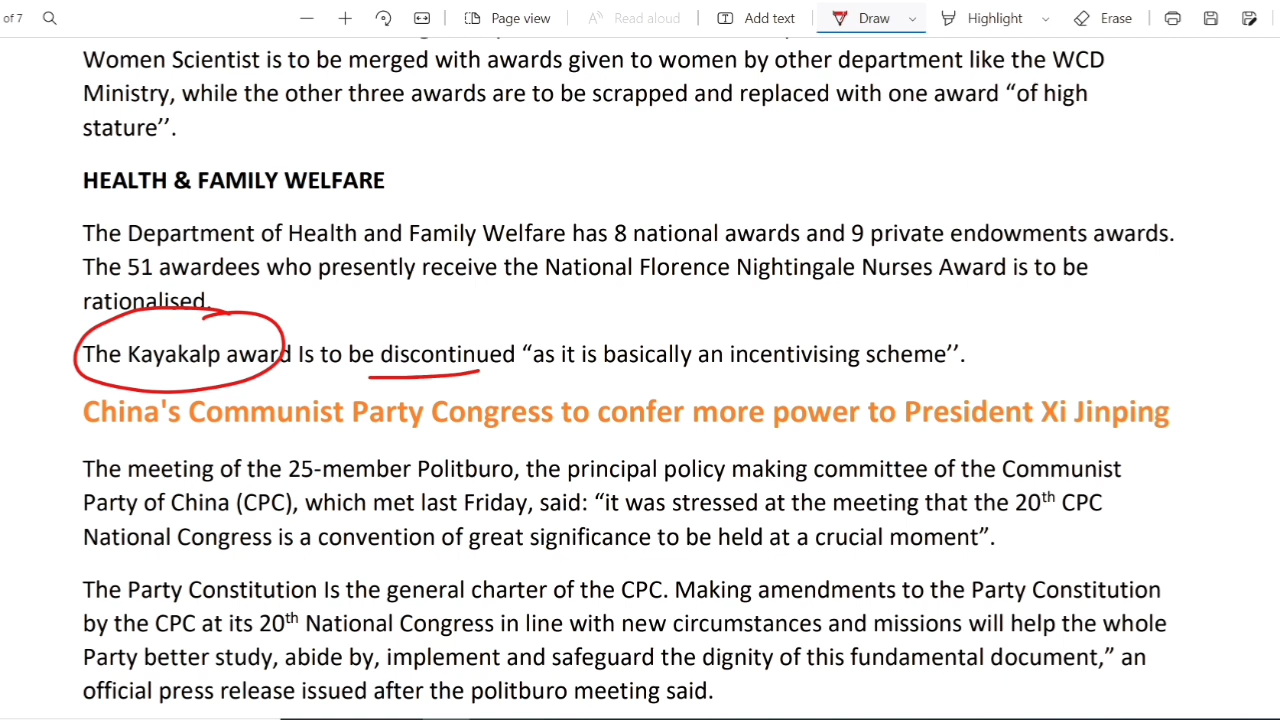 of 7
Page view
Read aloud
Add text
Draw
Highlight
Erase
Women Scientist is to be merged with awards given to women by other department like the WCD
Ministry, while the other three awards are to be scrapped and replaced with one award “of high
stature’’.
HEALTH & FAMILY WELFARE
The Department of Health and Family Welfare has 8 national awards and 9 private endowments awards.
The 51 awardees who presently receive the National Florence Nightingale Nurses Award is to be
rationalised.
The Kayakalp award Is to be discontinued “as it is basically an incentivising scheme’’.
China's Communist Party Congress to confer more power to President Xi Jinping
The meeting of the 25-member Politburo, the principal policy making committee of the Communist
Party of China (CPC), which met last Friday, said: “it was stressed at the meeting that the 20th CPC
National Congress is a convention of great significance to be held at a crucial moment”.
The Party Constitution Is the general charter of the CPC. Making amendments to the Party Constitution
by the CPC at its 20th National Congress in line with new circumstances and missions will help the whole
Party better study, abide by, implement and safeguard the dignity of this fundamental document,” an
official press release issued after the politburo meeting said.